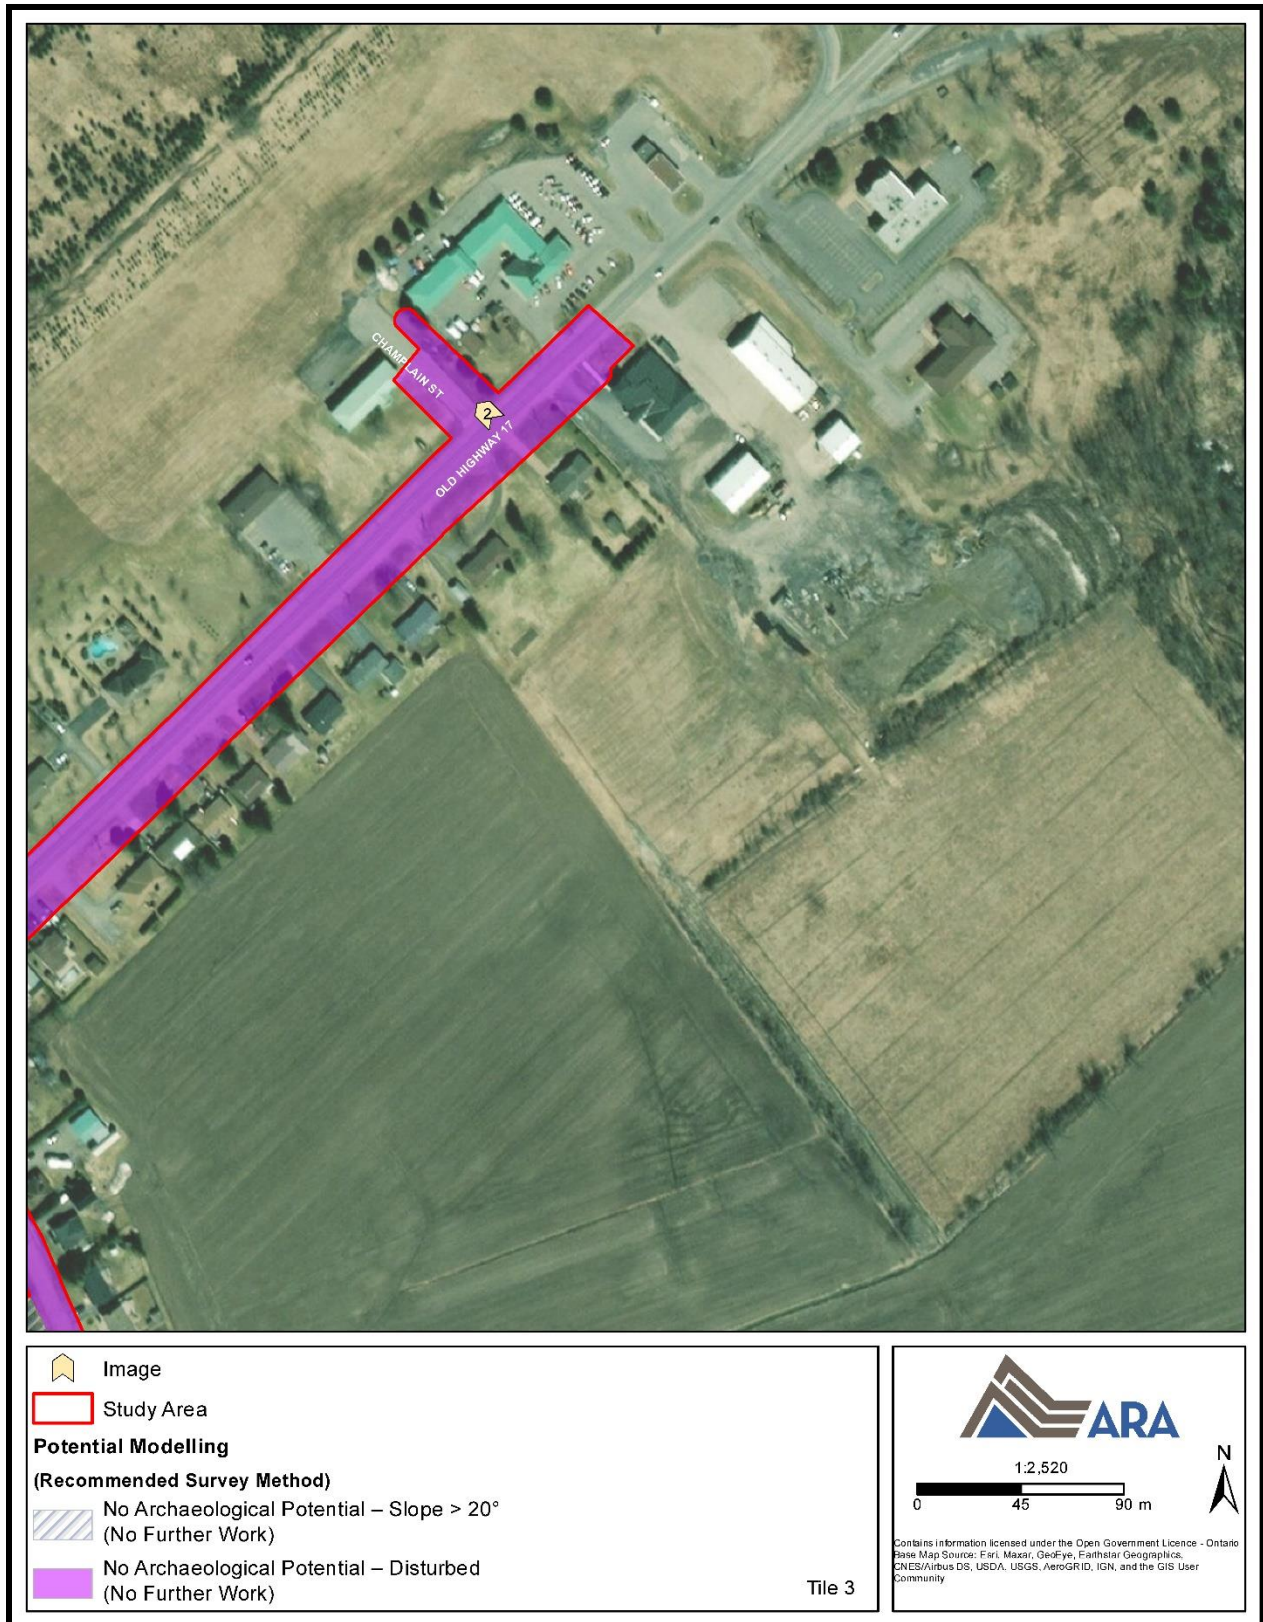 CHAMPLAIN ST
2
OLD HIGHWAY 17
Image
Study Area
Potential Modelling
(Recommended Survey Method)
No Archaeological Potential – Slope > 20°
(No Further Work)
No Archaeological Potential – Disturbed
(No Further Work)
Tile 3
ARA
N
1:2,520
0 45 90 m
Contains information licensed under the Open Government Licence - Ontario
Base Map Source: Esri, Maxar, GeoEye, Earthstar Geographics,
CNES/Airbus DS, USDA, USGS, AeroGRID, IGN, and the GIS User
Community